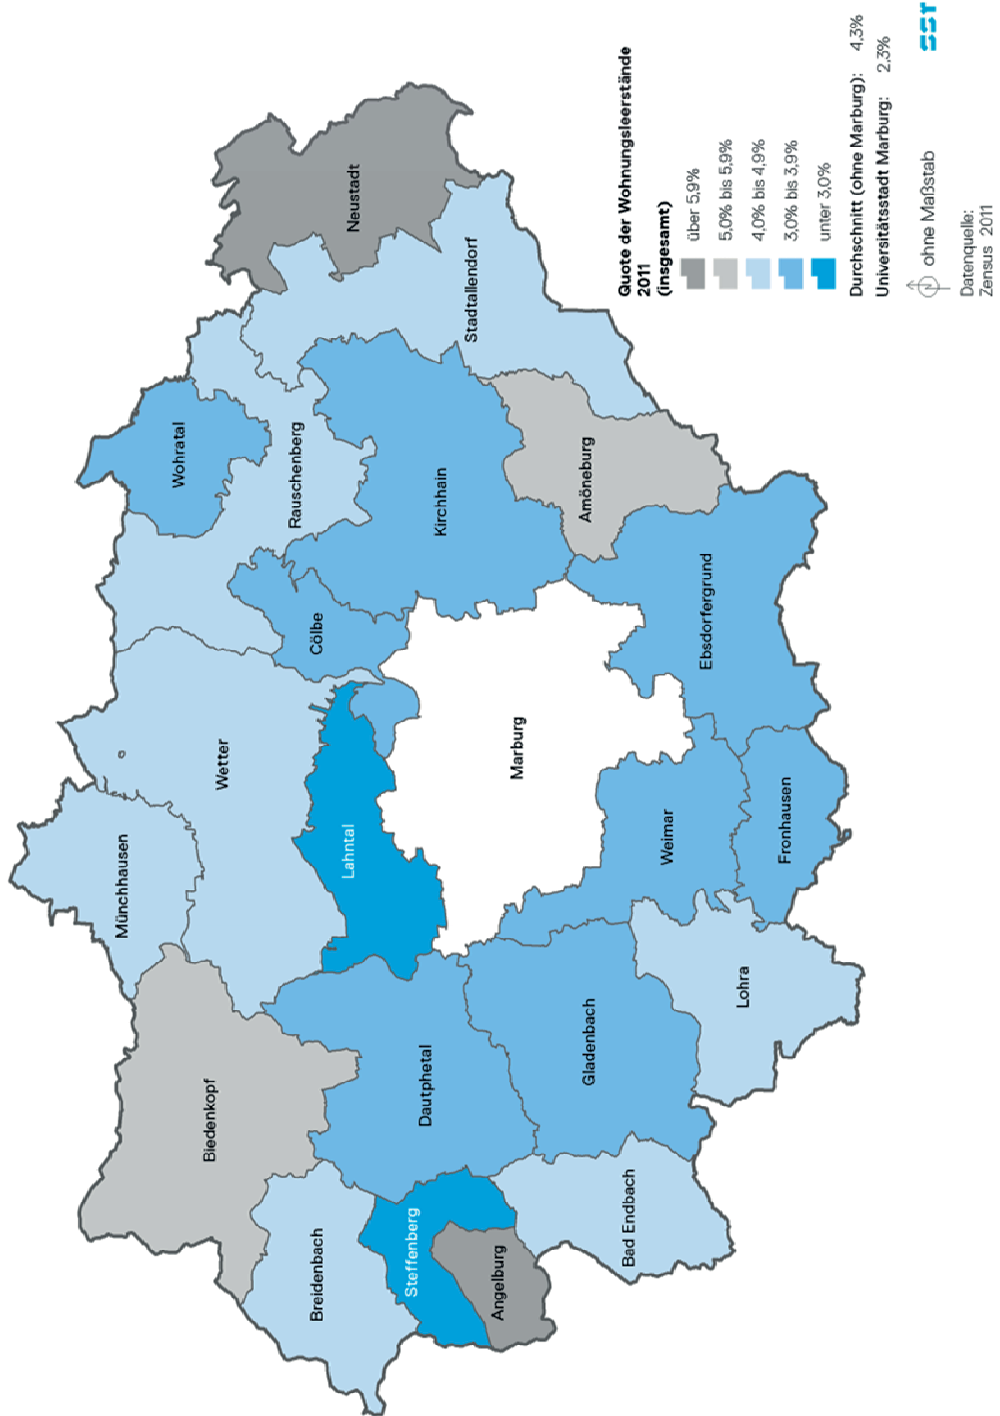 Neustadt
Stadtallendorf
Wohratal
Rauschenberg
Kirchhain
Amöneburg
Cölbe
Ebsdorfergrund
Wetter
Marburg
Münchhausen
Lahntal
Weimar
Fronhausen
Biedenkopf
Dautphetal
Gladenbach
Lohra
Breidenbach
Steffenberg
Angelburg
Bad Endbach
Quote der Wohnungsleerstände
2011
(insgesamt)
über 5,9%
5,0% bis 5,9%
4,0% bis 4,9%
3,0% bis 3,9%
unter 3,0%
Durchschnitt (ohne Marburg): 4,3%
Universitätsstadt Marburg: 2,3%
N ohne Maßstab
Datenquelle:
Zensus 2011